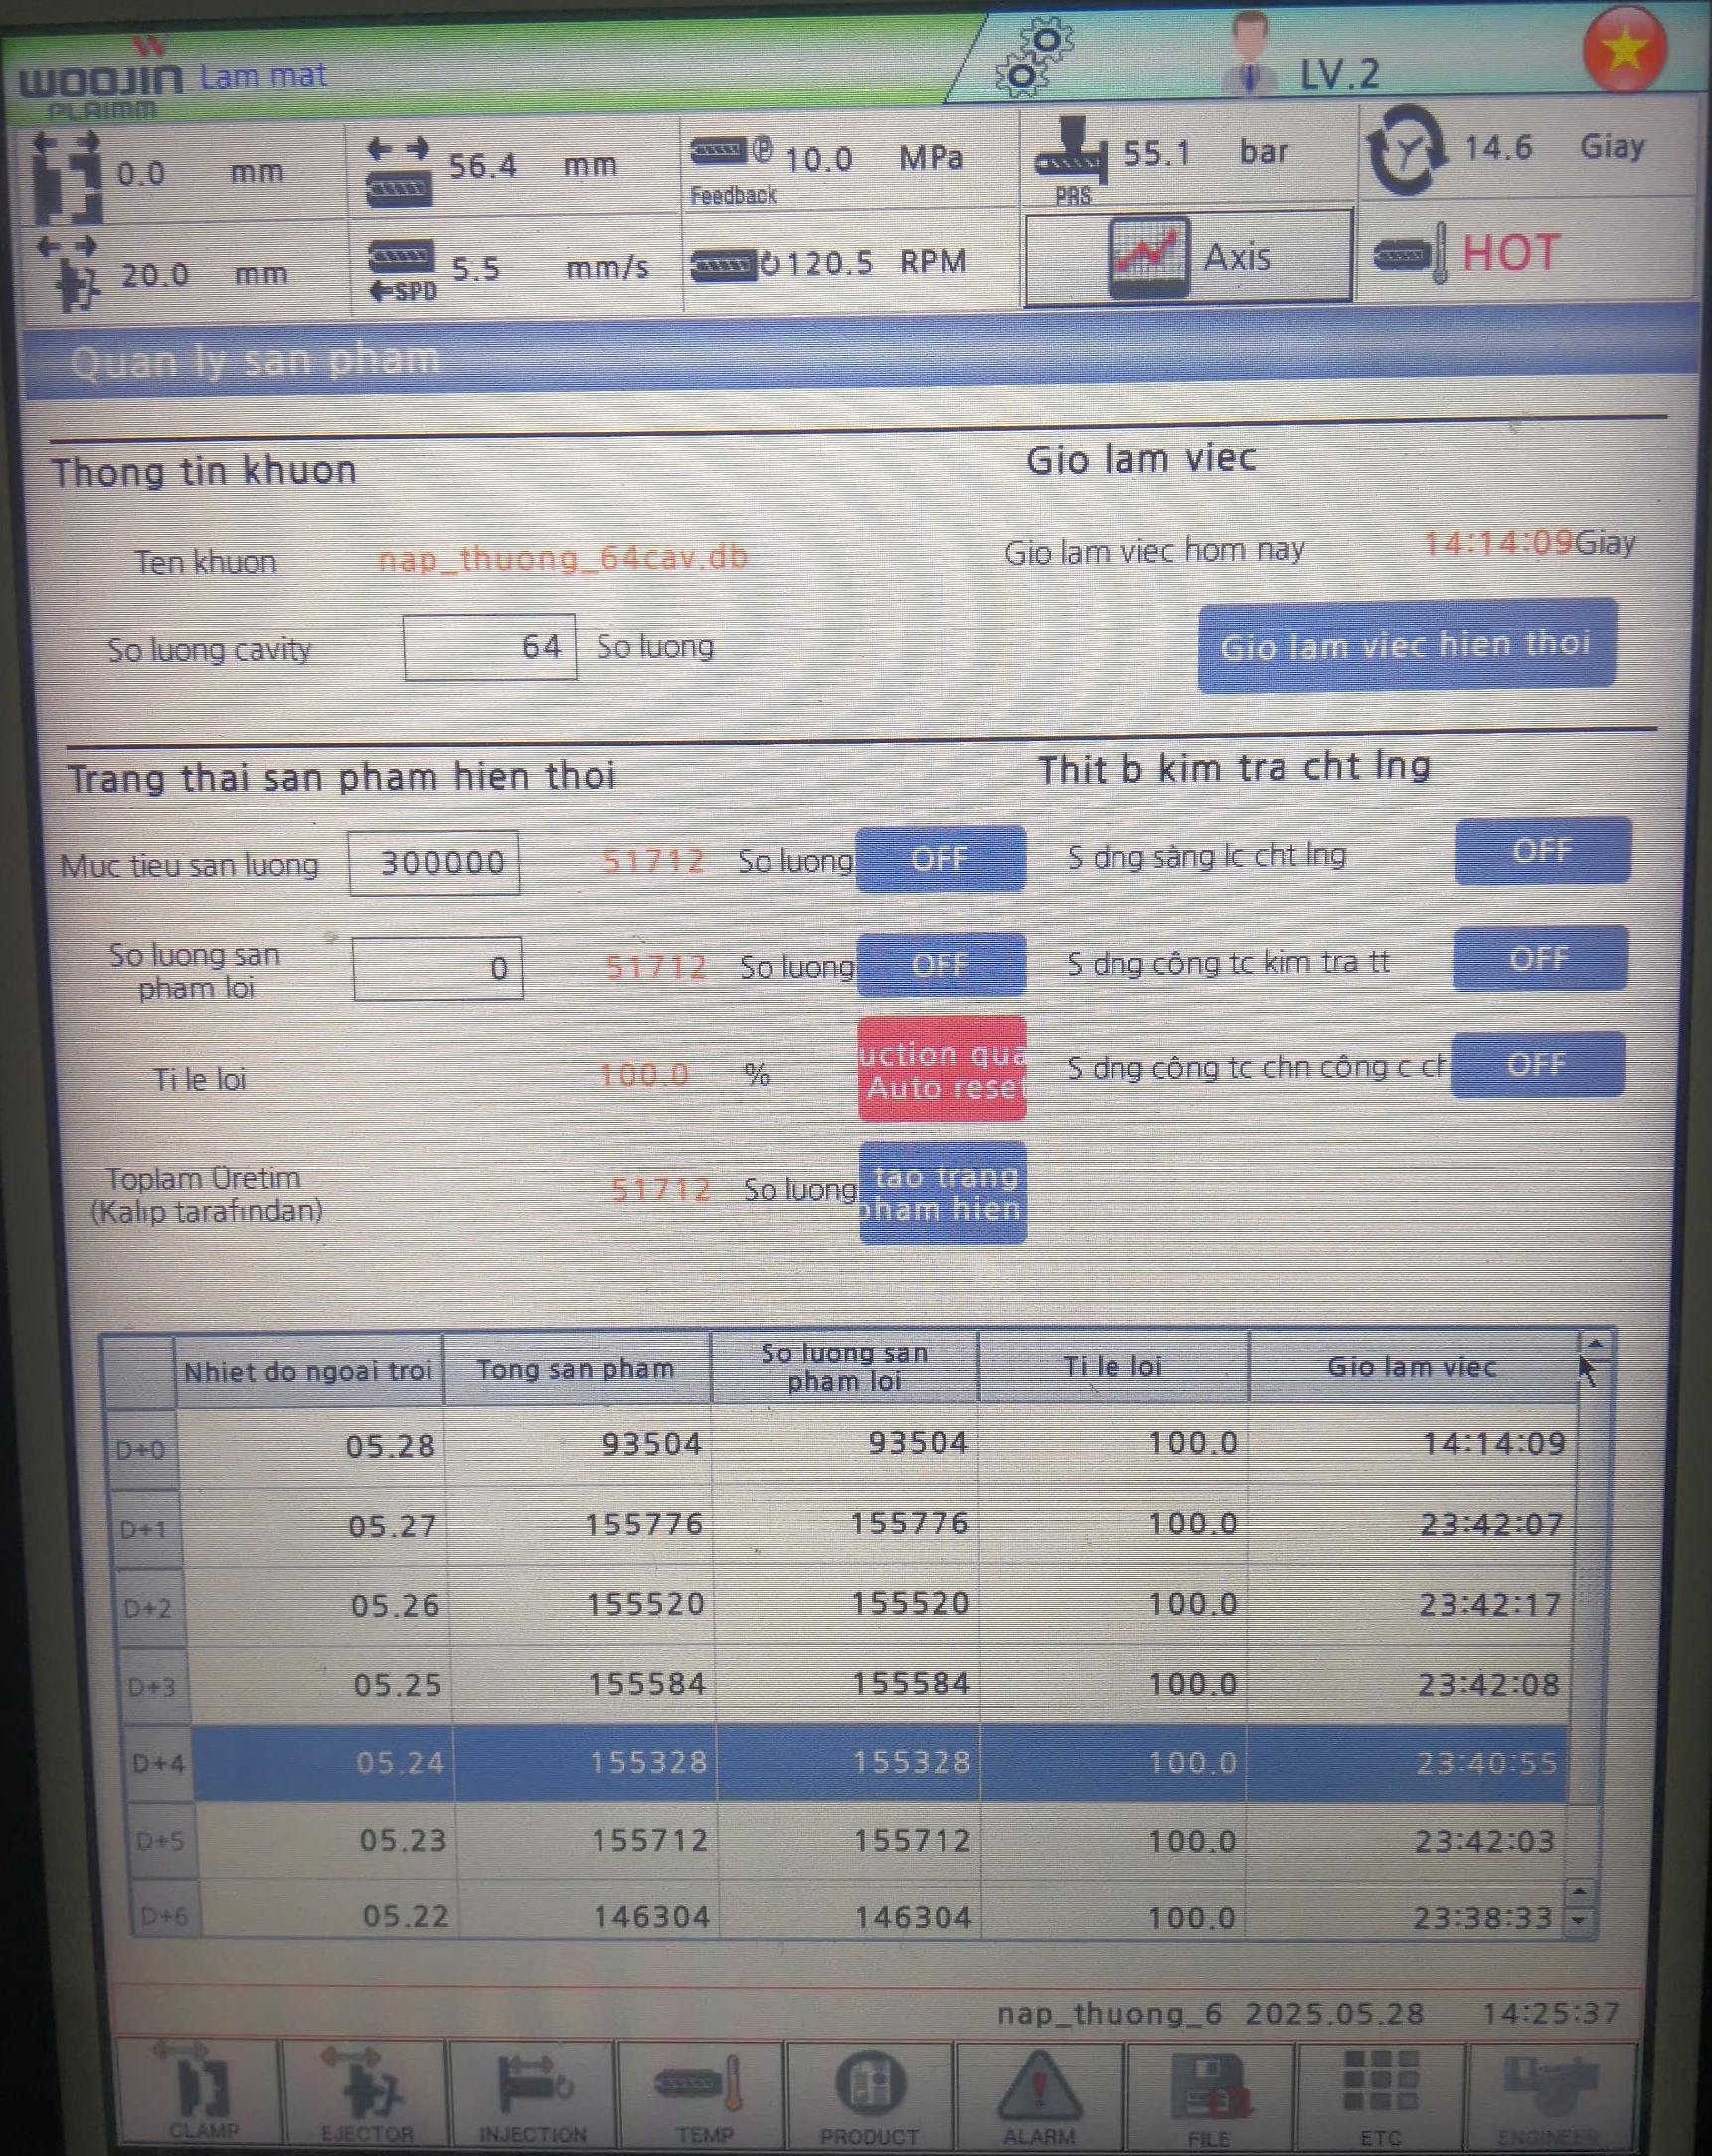 WOOJIN Lam mat
PLAIMM
LV.2
0.0 mm
56.4 mm
Feedback
10.0 MPa
PRS
55.1 bar
14.6 Giay
20.0 mm
SPD
5.5 mm/s
120.5 RPM
Axis
HOT
Quan ly san pham
Thong tin khuon
Gio lam viec
Ten khuon nap_thuong_64cav.db
Gio lam viec hom nay 14:14:09Giay
So luong cavity 64 So luong
Gio lam viec hien thoi
Trang thai san pham hien thoi
Thit b kim tra cht lng
Muc tieu san luong 300000 51712 So luong OFF
S dng sàng lc cht lng OFF
So luong san
pham loi
0 51712 So luong OFF
S dng công tc kim tra tt OFF
Ti le loi 100.0 %
uction qua
Auto reset
S dng công tc chn công c ch OFF
Toplam Üretim
(Kalıp tarafından)
51712 So luong
tao trang
pham hien
Nhiet do ngoai troi Tong san pham So luong san pham loi Ti le loi Gio lam viec
D+0 05.28 93504 93504 100.0 14:14:09
D+1 05.27 155776 155776 100.0 23:42:07
D+2 05.26 155520 155520 100.0 23:42:17
D+3 05.25 155584 155584 100.0 23:42:08
D+4 05.24 155328 155328 100.0 23:40:55
D+5 05.23 155712 155712 100.0 23:42:03
D+6 05.22 146304 146304 100.0 23:38:33
nap_thuong_6 2025.05.28 14:25:37
CLAMP EJECTOR INJECTION TEMP PRODUCT ALARM FILE ETC ENGINEER